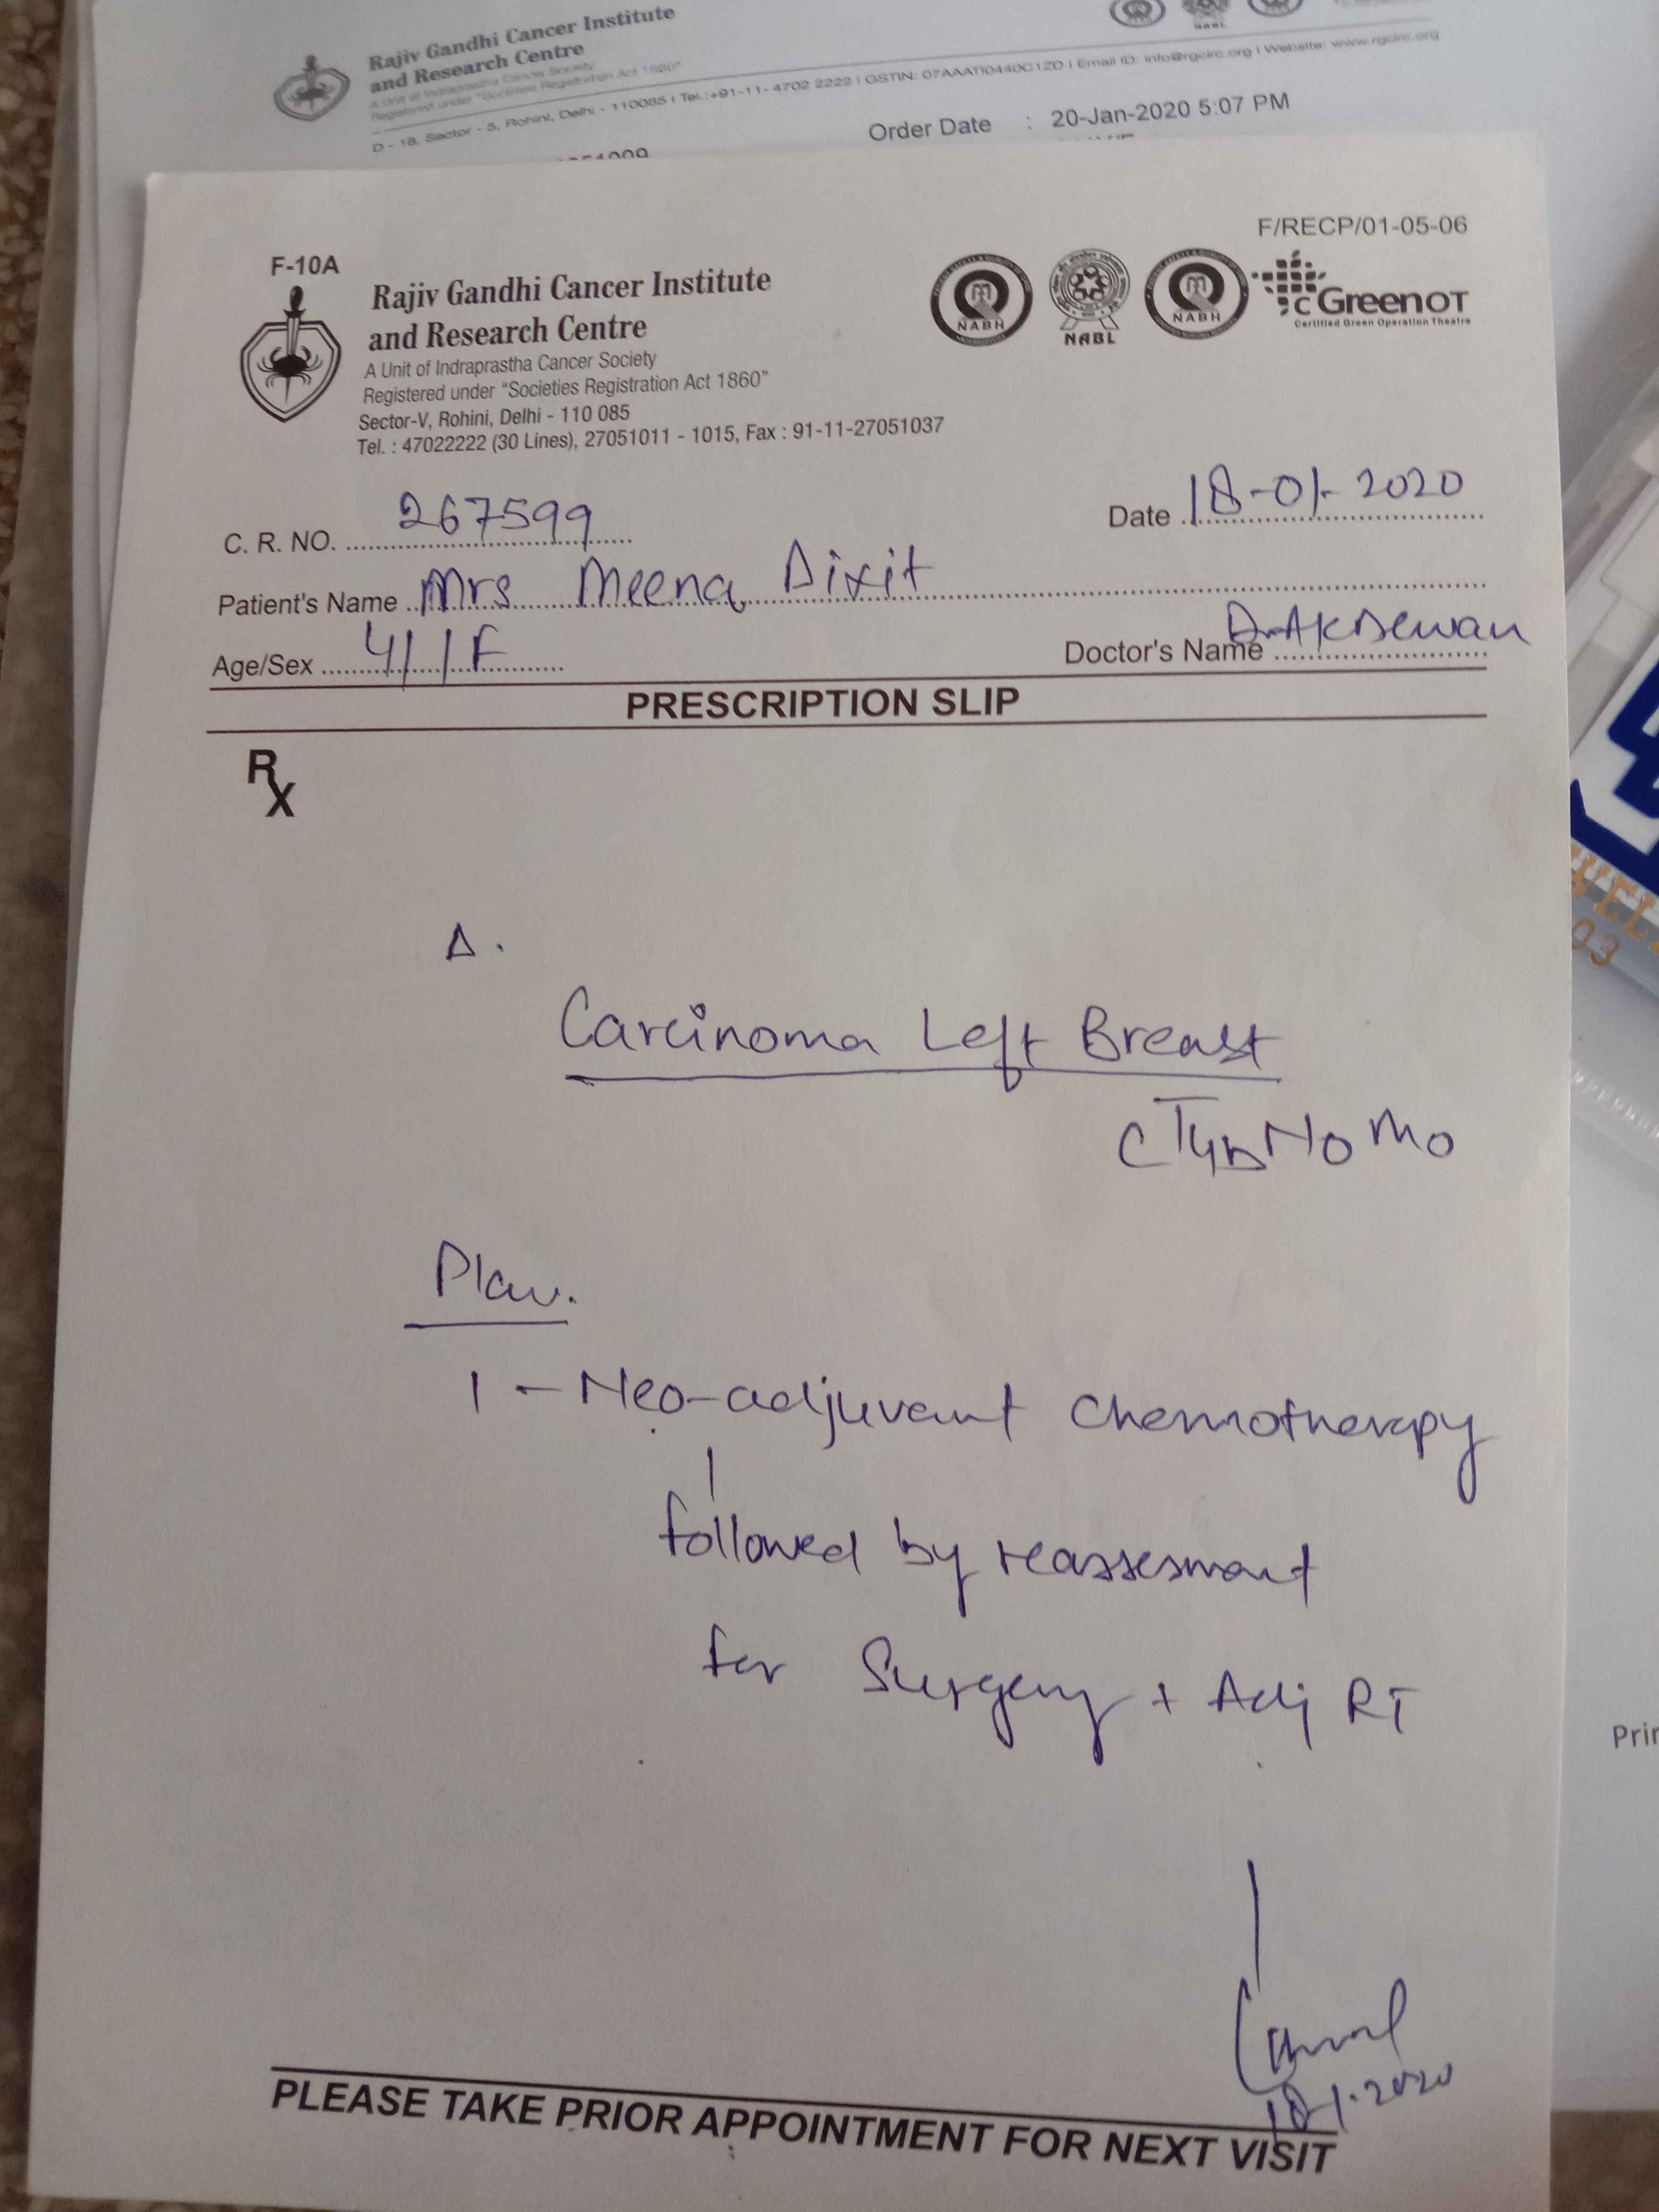 Rajiv Gandhi Cancer Institute
and Research Centre
A Unit of Indraprastha Cancer Society
Registered under "Societies Registration Act 1860"
D - 18, Sector - 5, Rohini, Delhi - 110085 | Tel.:+91-11- 4702 2222 | GSTIN: 07AAATI0440C1ZD | Email ID: info@rgcirc.org | Website: www.rgcirc.org
Order Date : 20-Jan-2020 5:07 PM
F/RECP/01-05-06
F-10A
Rajiv Gandhi Cancer Institute
and Research Centre
A Unit of Indraprastha Cancer Society
Registered under "Societies Registration Act 1860"
Sector-V, Rohini, Delhi - 110 085
Tel. : 47022222 (30 Lines), 27051011 - 1015, Fax : 91-11-27051037
NABH
NABL
NABH
cGreenOT
Certified Green Operation Theatre
C. R. NO. 267599
Date 18-01-2020
Patient's Name Mrs Meena Dixit
Age/Sex 41/F
Doctor's Name Dr AK Dewan
PRESCRIPTION SLIP
Rx
Δ.
Carcinoma Left Breast
cT4bN0M0
Plan.
1 - Neo-adjuvant Chemotherapy
followed by reassesment
for Surgery + Adj RT
18.1.2020
PLEASE TAKE PRIOR APPOINTMENT FOR NEXT VISIT
03
Prin